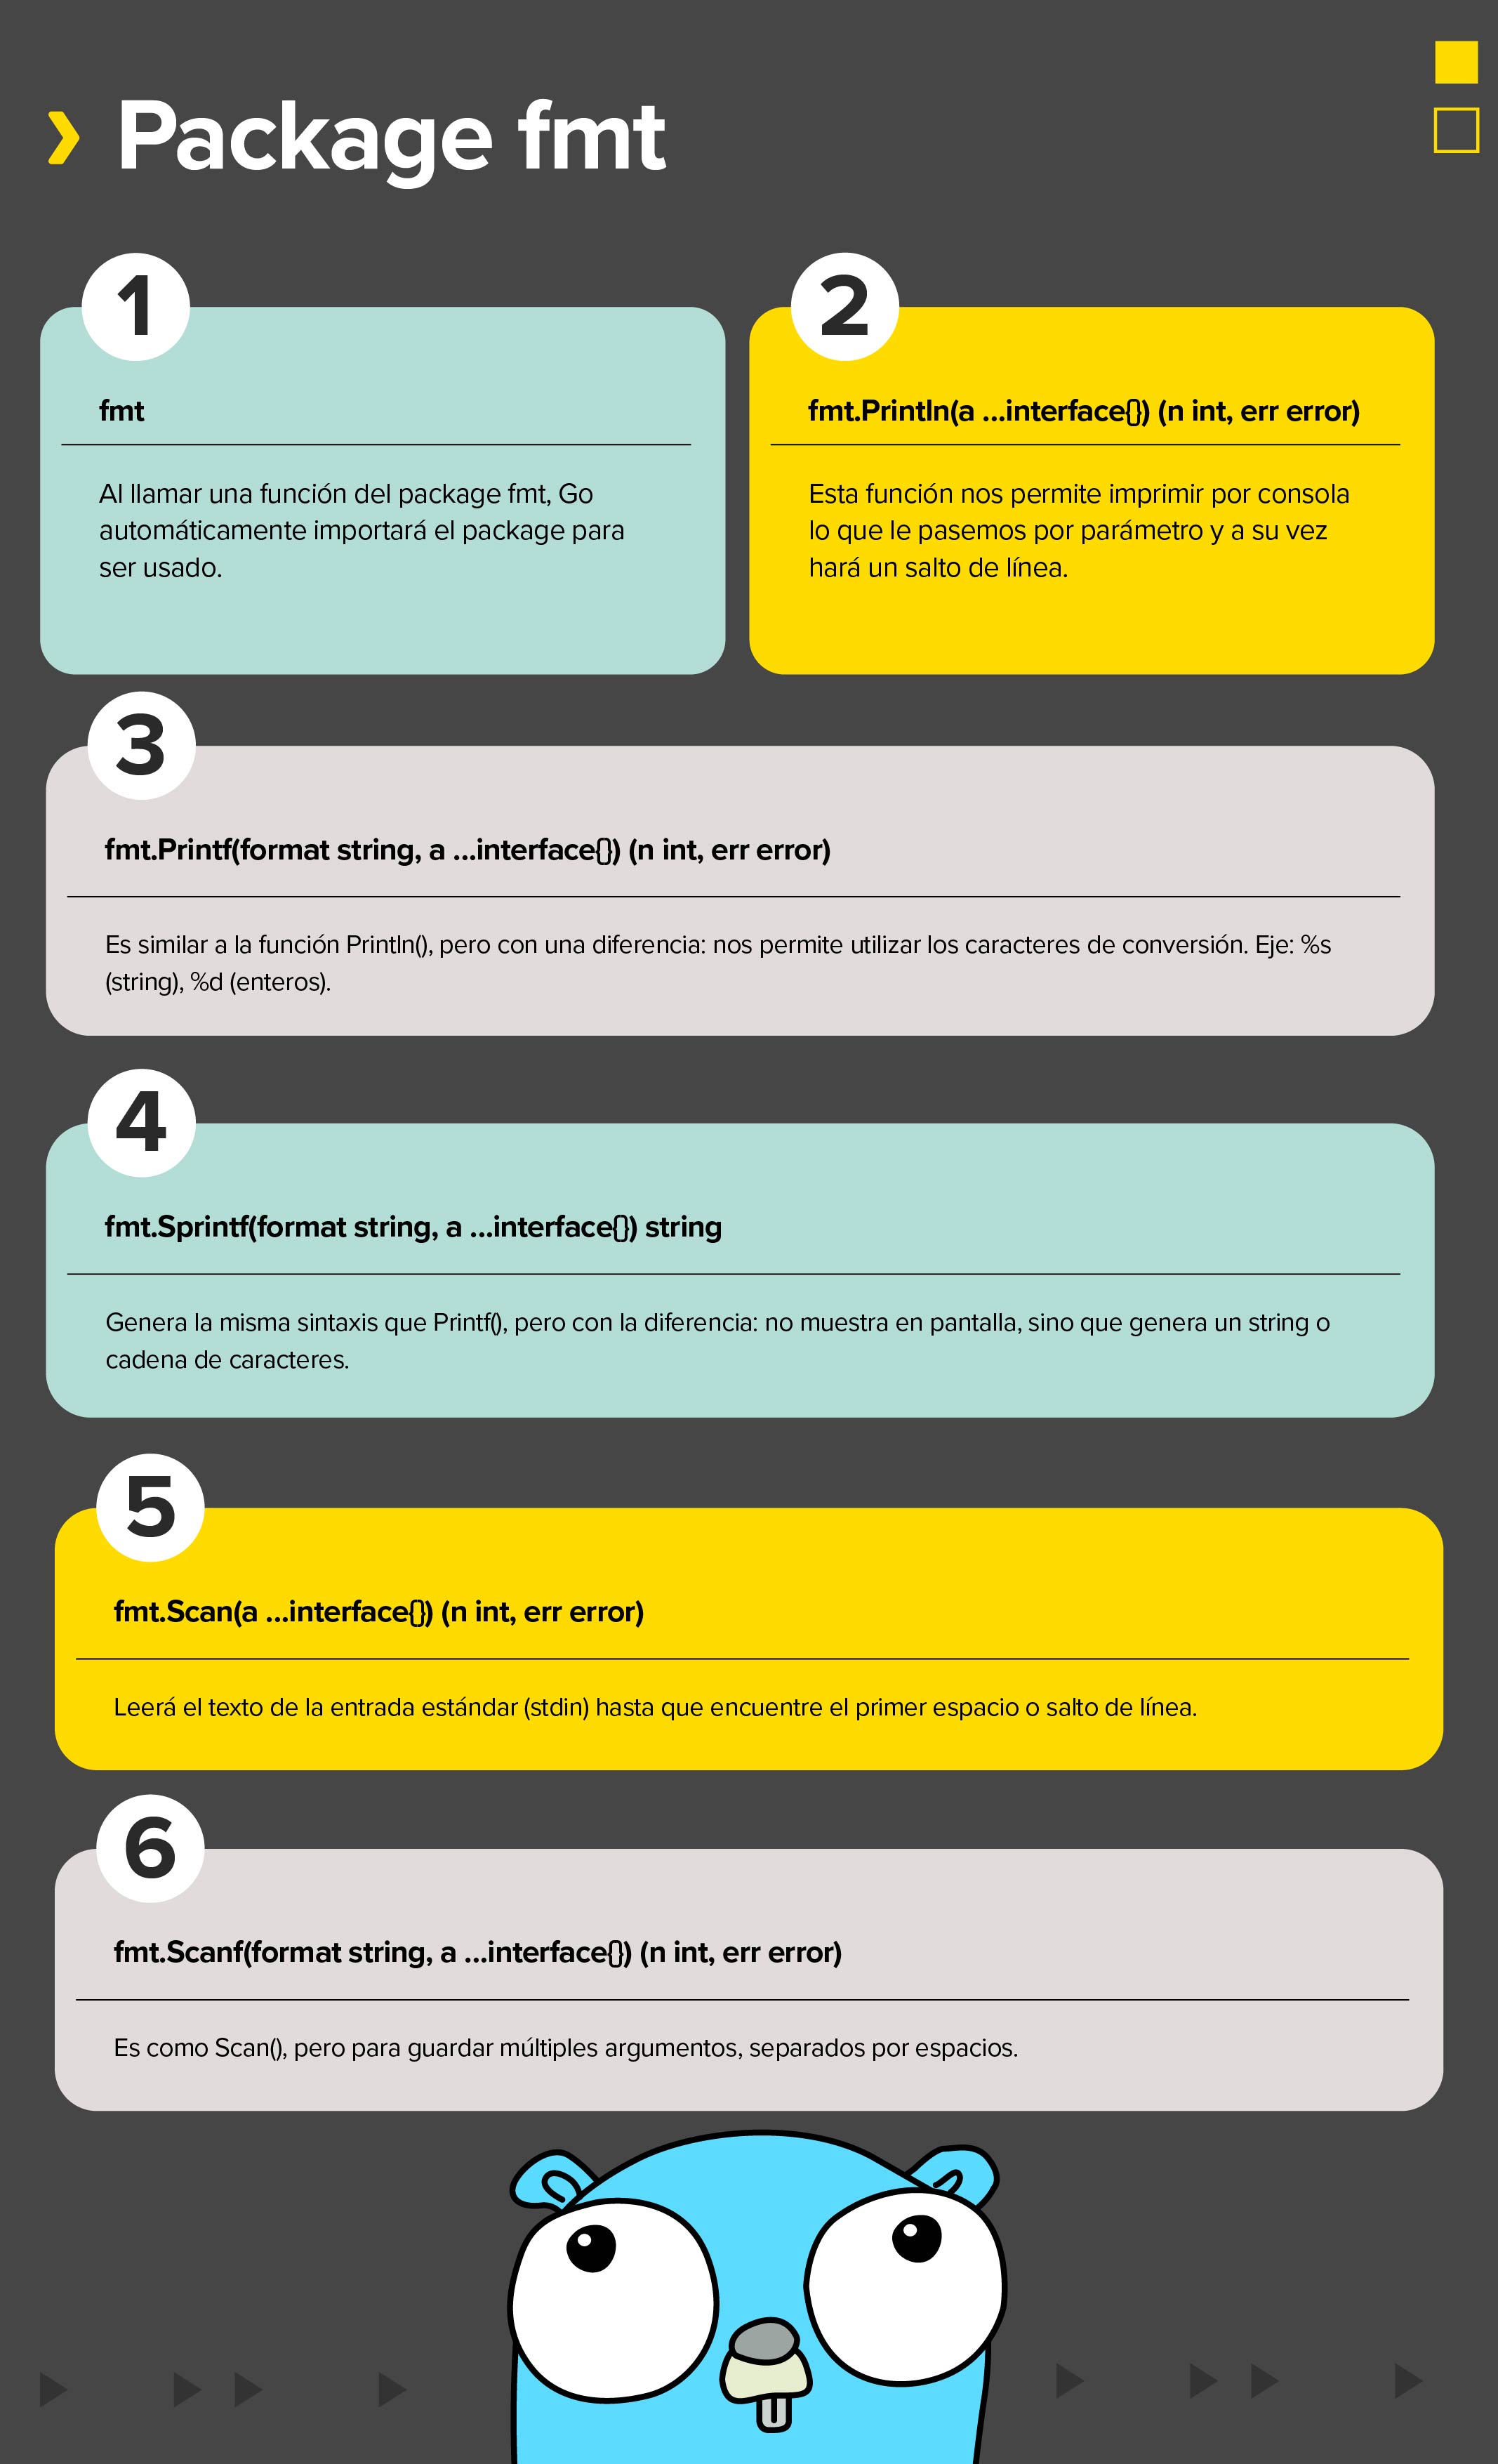 › Package fmt
1
fmt
Al llamar una función del package fmt, Go
automáticamente importará el package para
ser usado.
2
fmt.Println(a ...interface{}) (n int, err error)
Esta función nos permite imprimir por consola
lo que le pasemos por parámetro y a su vez
hará un salto de línea.
3
fmt.Printf(format string, a ...interface{}) (n int, err error)
Es similar a la función Println(), pero con una diferencia: nos permite utilizar los caracteres de conversión. Eje: %s
(string), %d (enteros).
4
fmt.Sprintf(format string, a ...interface{}) string
Genera la misma sintaxis que Printf(), pero con la diferencia: no muestra en pantalla, sino que genera un string o
cadena de caracteres.
5
fmt.Scan(a ...interface{}) (n int, err error)
Leerá el texto de la entrada estándar (stdin) hasta que encuentre el primer espacio o salto de línea.
6
fmt.Scanf(format string, a ...interface{}) (n int, err error)
Es como Scan(), pero para guardar múltiples argumentos, separados por espacios.